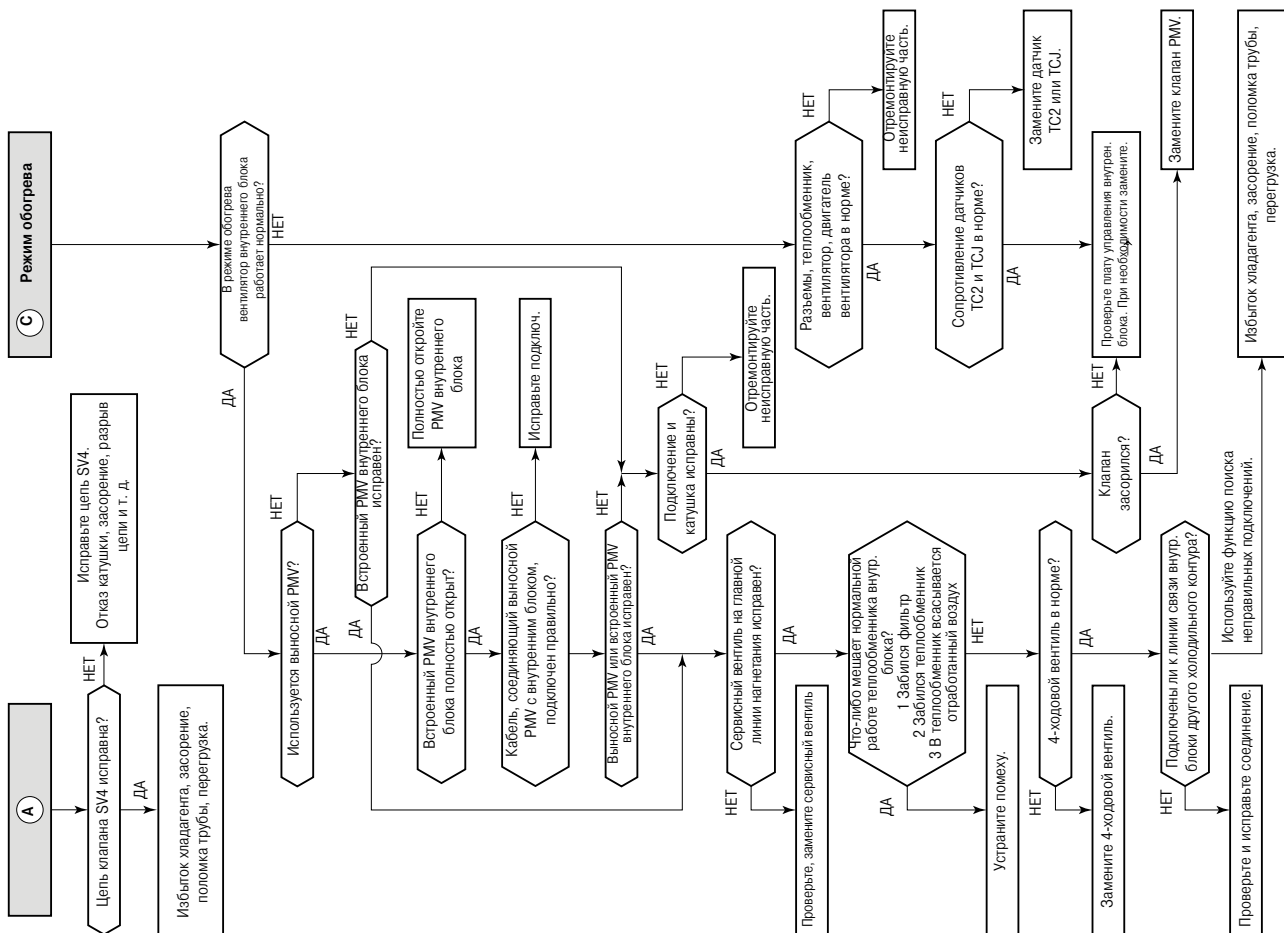 A
Цепь клапана SV4 исправна?
НЕТ
Исправьте цепь SV4.
Отказ катушки, засорение, разрыв
цепи и т. д.
ДА
Избыток хладагента, засорение,
поломка трубы, перегрузка.
C Режим обогрева
В режиме обогрева
вентилятор внутреннего блока
работает нормально?
ДА
НЕТ
Используется выносной PMV?
НЕТ
ДА
Встроенный PMV внутреннего блока
исправен?
НЕТ
ДА
Встроенный PMV внутреннего
блока полностью открыт?
НЕТ
Полностью откройте
PMV внутреннего
блока
ДА
Кабель, соединяющий выносной
PMV с внутренним блоком,
подключен правильно?
НЕТ
Исправьте подключ.
Выносной PMV или встроенный PMV
внутреннего блока исправен?
НЕТ
ДА
Подключение и
катушка исправны?
НЕТ
Отремонтируйте
неисправную часть.
ДА
Сервисный вентиль на главной
линии нагнетания исправен?
НЕТ
Проверьте, замените сервисный вентиль
ДА
Что-либо мешает нормальной
работе теплообменника внутр.
блока?
1 Забился фильтр
2 Забился теплообменник
3 В теплообменник всасывается
отработанный воздух
ДА
Устраните помеху.
НЕТ
4-ходовой вентиль в норме?
НЕТ
Замените 4-ходовой вентиль.
ДА
Подключены ли к линии связи внутр.
блоки другого холодильного контура?
НЕТ
Проверьте и исправьте соединение.
Используйте функцию поиска
неправильных подключений.
Избыток хладагента, засорение, поломка трубы,
перегрузка.
Разъемы, теплообменник,
вентилятор, двигатель
вентилятора в норме?
НЕТ
Отремонтируйте
неисправную часть.
ДА
Сопротивление датчиков
TC2 и TCJ в норме?
НЕТ
Замените датчик
TC2 или TCJ.
ДА
Проверьте плату управления внутрен.
блока. При необходимости замените.
Клапан
засорился?
НЕТ
ДА
Замените клапан PMV.